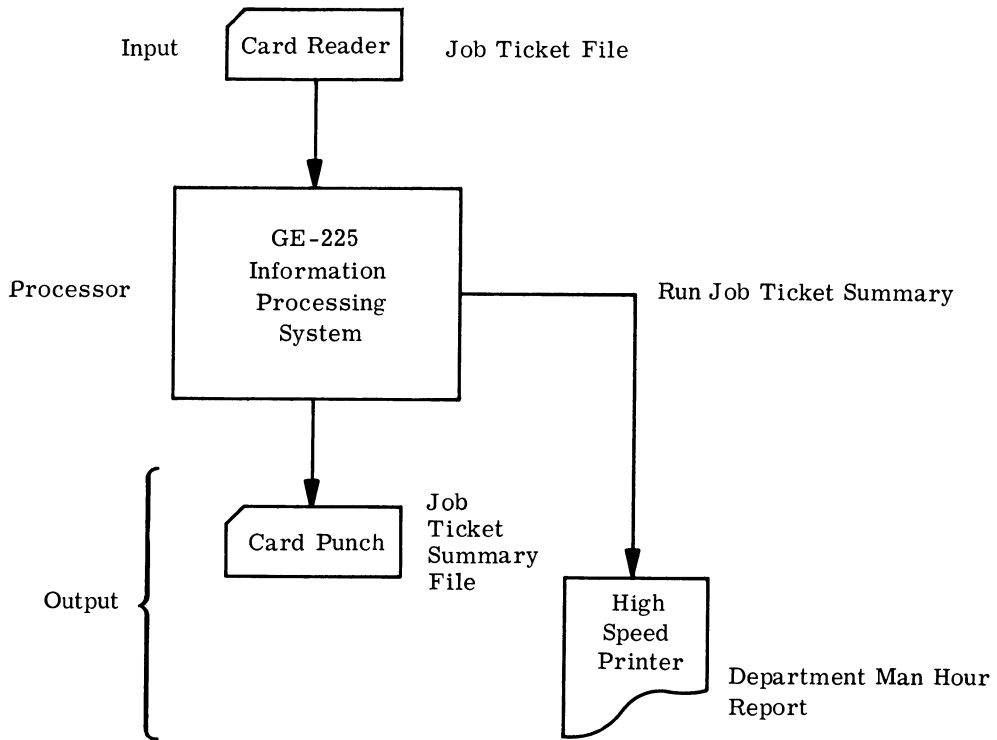 Input
Card Reader
Job Ticket File
GE-225
Information
Processing
System
Processor
Run Job Ticket Summary
Card Punch
Job
Ticket
Summary
File
Output
High
Speed
Printer
Department Man Hour
Report